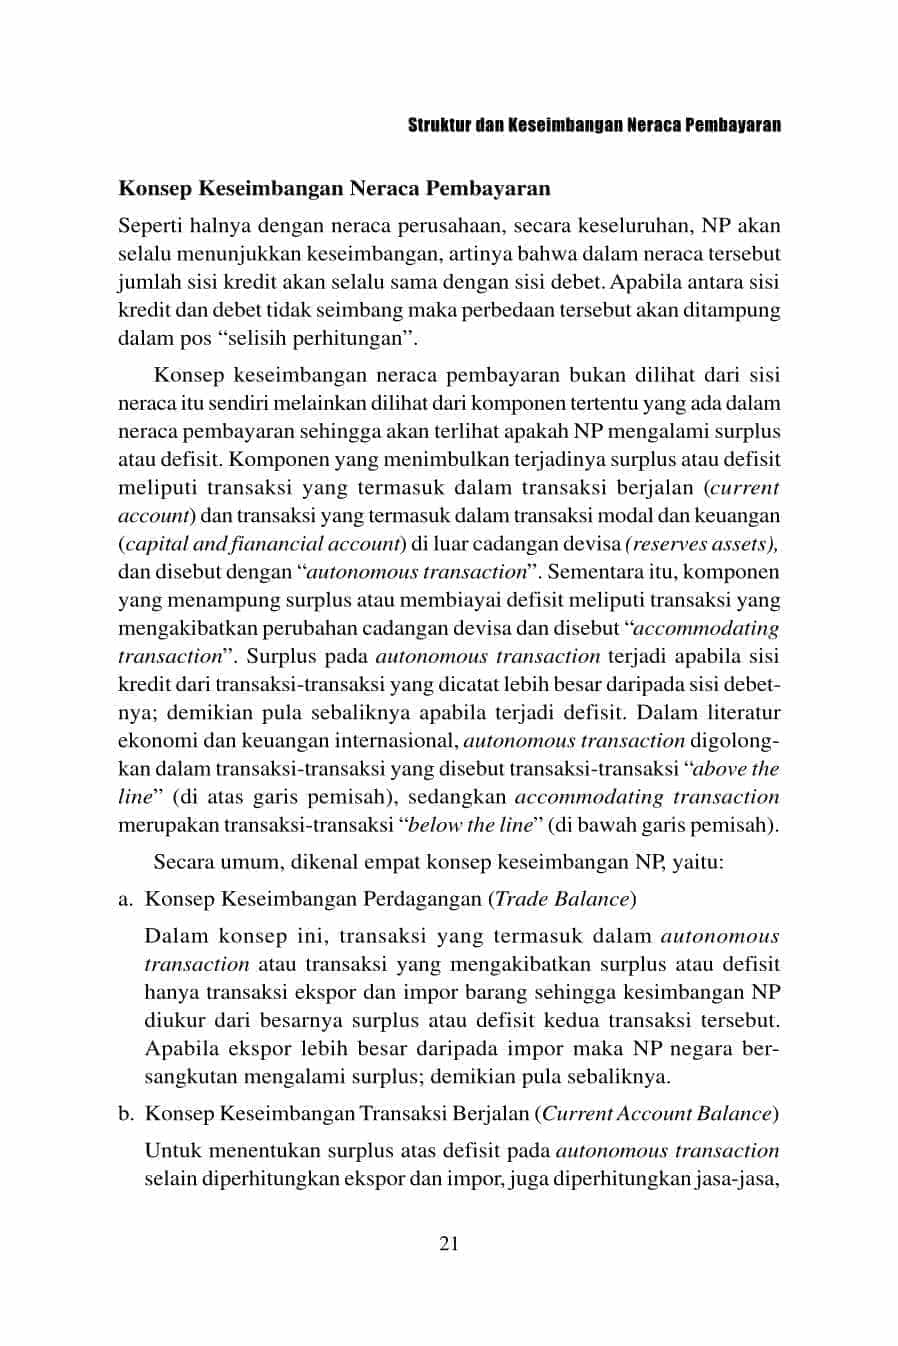 Struktur dan Keseimbangan Neraca Pembayaran
Konsep Keseimbangan Neraca Pembayaran
Seperti halnya dengan neraca perusahaan, secara keseluruhan, NP akan
selalu menunjukkan keseimbangan, artinya bahwa dalam neraca tersebut
jumlah sisi kredit akan selalu sama dengan sisi debet. Apabila antara sisi
kredit dan debet tidak seimbang maka perbedaan tersebut akan ditampung
dalam pos “selisih perhitungan”.
Konsep keseimbangan neraca pembayaran bukan dilihat dari sisi
neraca itu sendiri melainkan dilihat dari komponen tertentu yang ada dalam
neraca pembayaran sehingga akan terlihat apakah NP mengalami surplus
atau defisit. Komponen yang menimbulkan terjadinya surplus atau defisit
meliputi transaksi yang termasuk dalam transaksi berjalan (current
account) dan transaksi yang termasuk dalam transaksi modal dan keuangan
(capital and fianancial account) di luar cadangan devisa (reserves assets),
dan disebut dengan “autonomous transaction”. Sementara itu, komponen
yang menampung surplus atau membiayai defisit meliputi transaksi yang
mengakibatkan perubahan cadangan devisa dan disebut “accommodating
transaction”. Surplus pada autonomous transaction terjadi apabila sisi
kredit dari transaksi-transaksi yang dicatat lebih besar daripada sisi debet-
nya; demikian pula sebaliknya apabila terjadi defisit. Dalam literatur
ekonomi dan keuangan internasional, autonomous transaction digolong-
kan dalam transaksi-transaksi yang disebut transaksi-transaksi “above the
line” (di atas garis pemisah), sedangkan accommodating transaction
merupakan transaksi-transaksi “below the line” (di bawah garis pemisah).
Secara umum, dikenal empat konsep keseimbangan NP, yaitu:
a. Konsep Keseimbangan Perdagangan (Trade Balance)
Dalam konsep ini, transaksi yang termasuk dalam autonomous
transaction atau transaksi yang mengakibatkan surplus atau defisit
hanya transaksi ekspor dan impor barang sehingga kesimbangan NP
diukur dari besarnya surplus atau defisit kedua transaksi tersebut.
Apabila ekspor lebih besar daripada impor maka NP negara ber-
sangkutan mengalami surplus; demikian pula sebaliknya.
b. Konsep Keseimbangan Transaksi Berjalan (Current Account Balance)
Untuk menentukan surplus atas defisit pada autonomous transaction
selain diperhitungkan ekspor dan impor, juga diperhitungkan jasa-jasa,
21